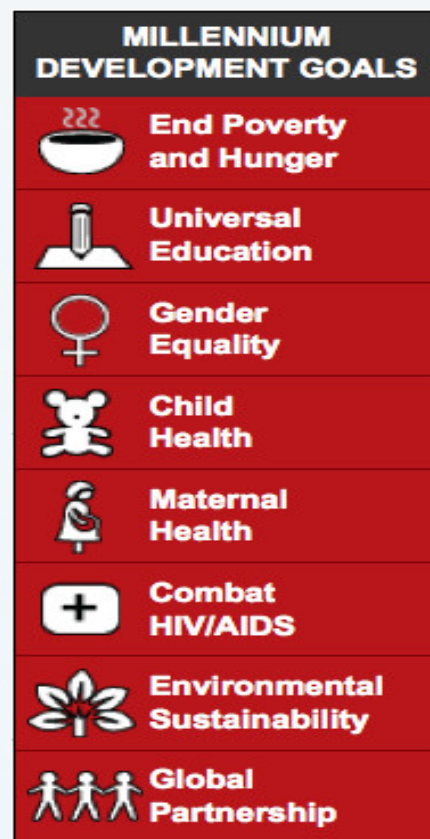 MILLENNIUM
DEVELOPMENT GOALS
End Poverty
and Hunger
Universal
Education
Gender
Equality
Child
Health
Maternal
Health
Combat
HIV/AIDS
Environmental
Sustainability
Global
Partnership